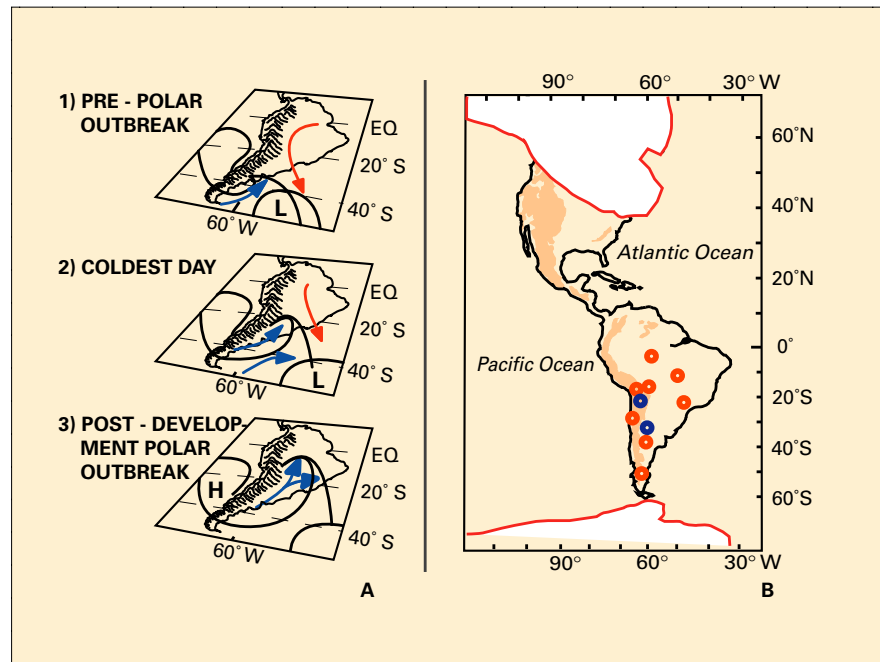 1) PRE - POLAR
OUTBREAK
EQ
20° S
40° S
60° W
L
2) COLDEST DAY
EQ
20° S
40° S
60° W
L
3) POST - DEVELOP-
MENT POLAR
OUTBREAK
H
EQ
20° S
40° S
60° W
A
90° 60° 30° W
60°N
40°N
Atlantic Ocean
20°N
0°
Pacific Ocean
20°S
40°S
60°S
90° 60° 30° W
B